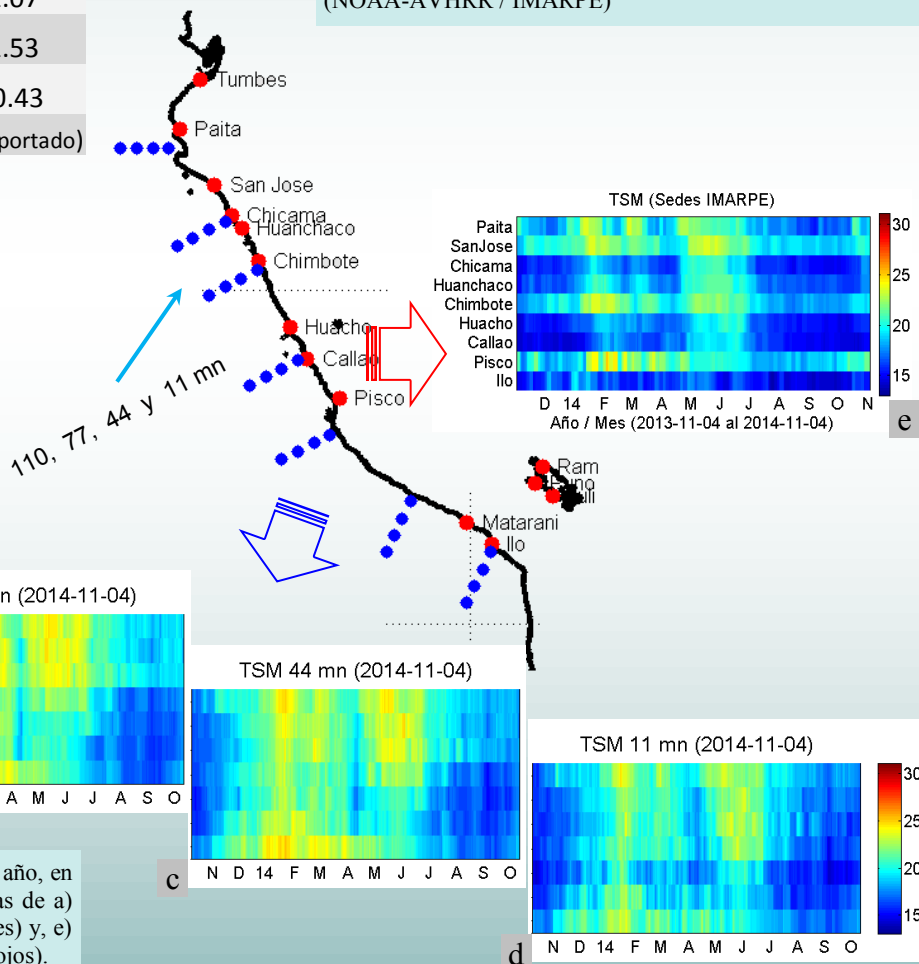 (NOAA-AVHRR / IMARPE)
.53
0.43
portado)
Tumbes
Paita
San Jose
Chicama
Huanchaco
Chimbote
Huacho
Callao
Pisco
110, 77, 44 y 11 mn
Ram
Matarani
Ilo
TSM (Sedes IMARPE)
Paita
SanJose
Chicama
Huanchaco
Chimbote
Huacho
Callao
Pisco
Ilo
D 14 F M A M J J A S O N
Año / Mes (2013-11-04 al 2014-11-04)
30
25
20
15
e
n (2014-11-04)
A M J J A S O
TSM 44 mn (2014-11-04)
N D 14 F M A M J J A S O
c
TSM 11 mn (2014-11-04)
N D 14 F M A M J J A S O
30
25
20
15
d
año, en
as de a)
es) y, e)
ojos).